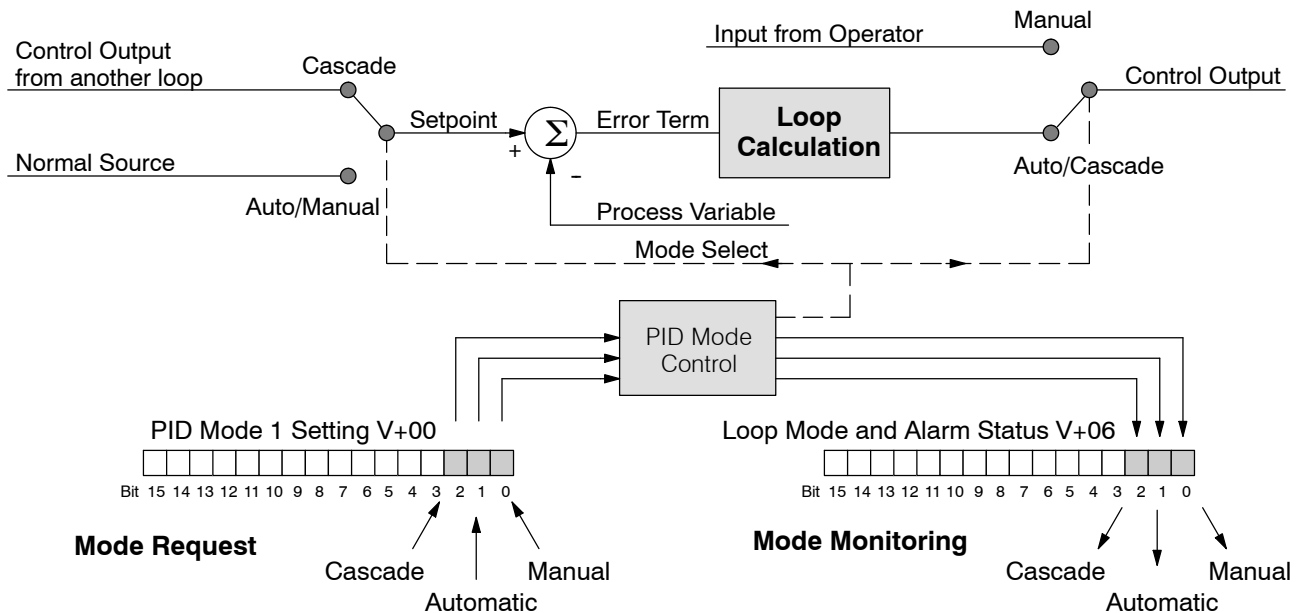 Manual
Input from Operator
Control Output
from another loop
Cascade
Control Output
Setpoint
+
Σ
-
Error Term
Loop
Calculation
Normal Source
Auto/Manual
Auto/Cascade
Process Variable
Mode Select
PID Mode
Control
PID Mode 1 Setting V+00
Bit 15 14 13 12 11 10 9 8 7 6 5 4 3 2 1 0
Mode Request
Cascade
Manual
Automatic
Loop Mode and Alarm Status V+06
Bit 15 14 13 12 11 10 9 8 7 6 5 4 3 2 1 0
Mode Monitoring
Cascade
Manual
Automatic